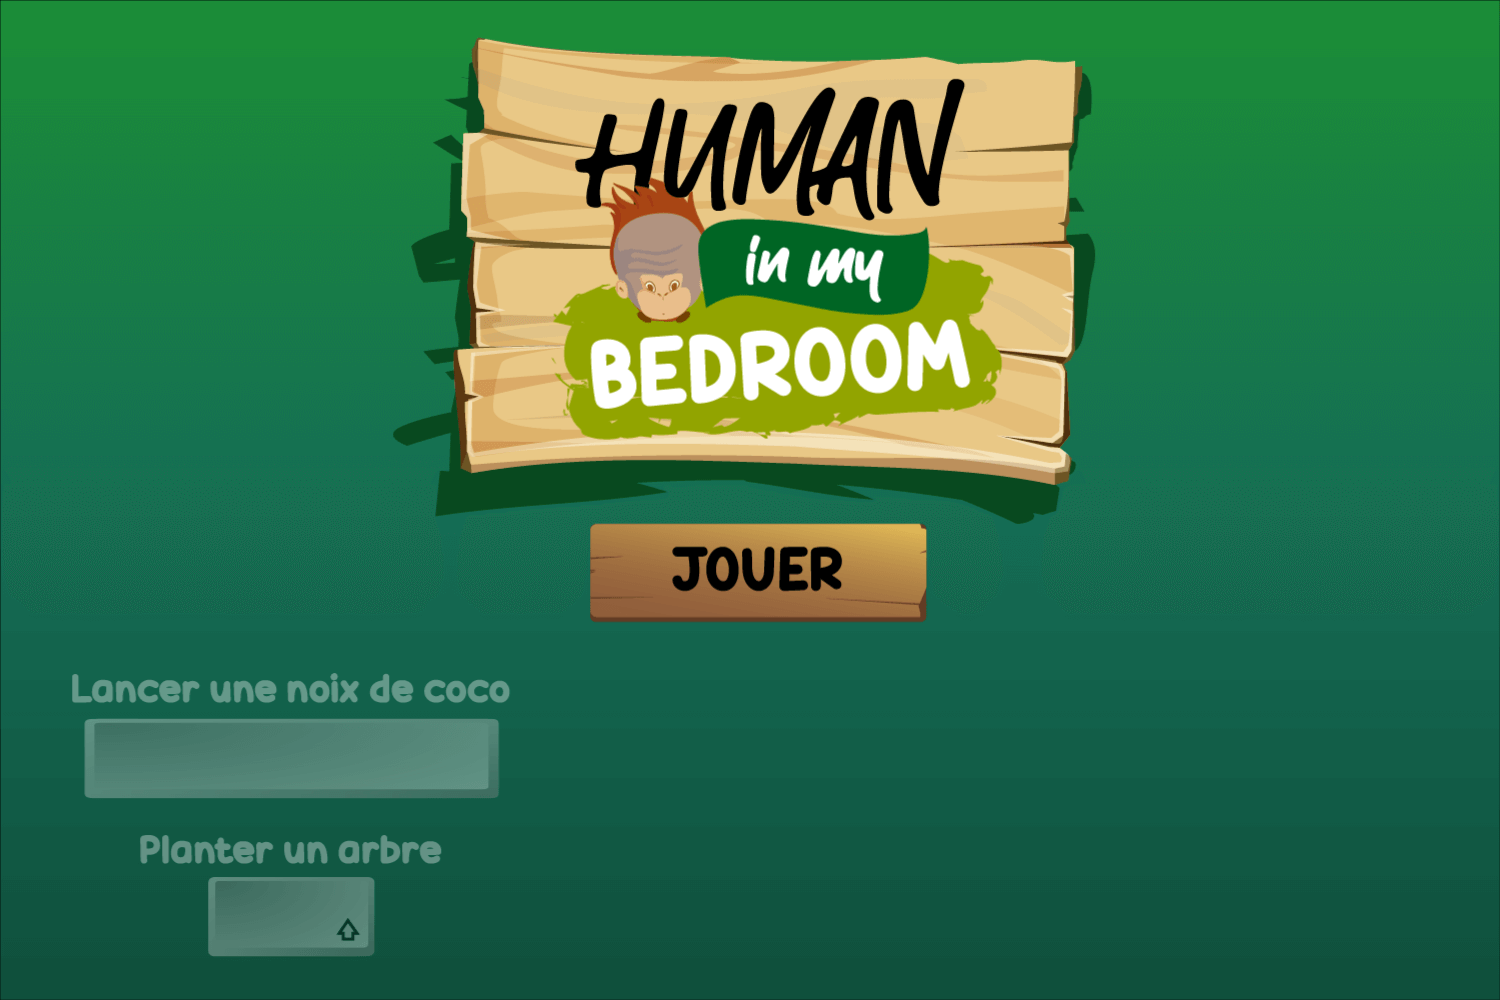 HUMAN
in my
BEDROOM
JOUER
Lancer une noix de coco
Planter un arbre